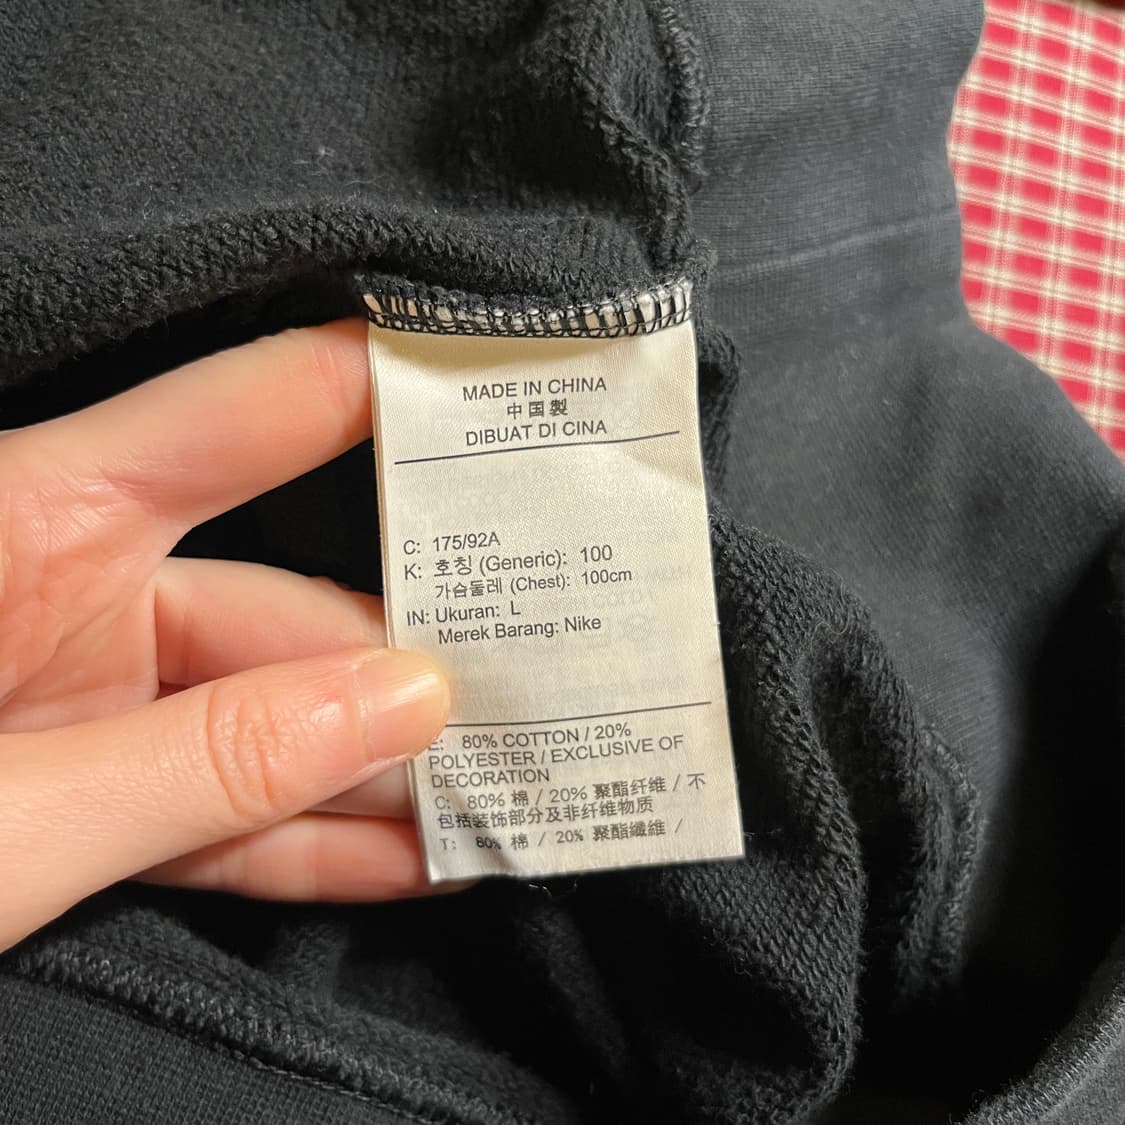 MADE IN CHINA
中国製
DIBUAT DI CINA
C: 175/92A
K: 호칭 (Generic): 100
가슴둘레 (Chest): 100cm
IN: Ukuran: L
Merek Barang: Nike
E: 80% COTTON / 20%
POLYESTER / EXCLUSIVE OF
DECORATION
C: 80% 棉 / 20% 聚酯纤维 / 不
包括装饰部分及非纤维物质
T: 80% 棉 / 20% 聚酯纖維 /